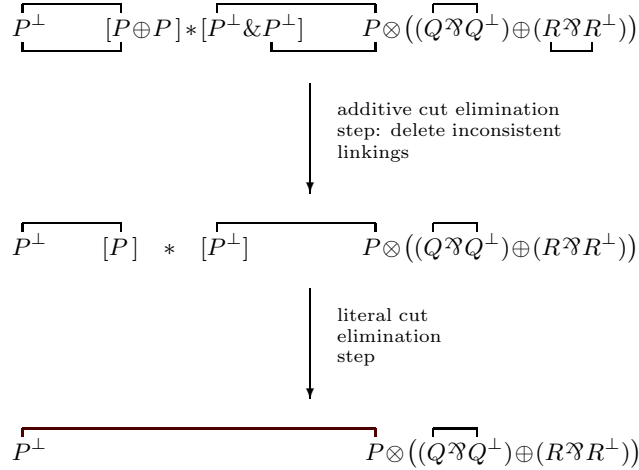 P⊥ [P⊕P]*[P⊥&P⊥] P⊗((Q⅋Q⊥)⊕(R⅋R⊥))
additive cut elimination
step: delete inconsistent
linkings
P⊥ [P] * [P⊥] P⊗((Q⅋Q⊥)⊕(R⅋R⊥))
literal cut
elimination
step
P⊥ P⊗((Q⅋Q⊥)⊕(R⅋R⊥))